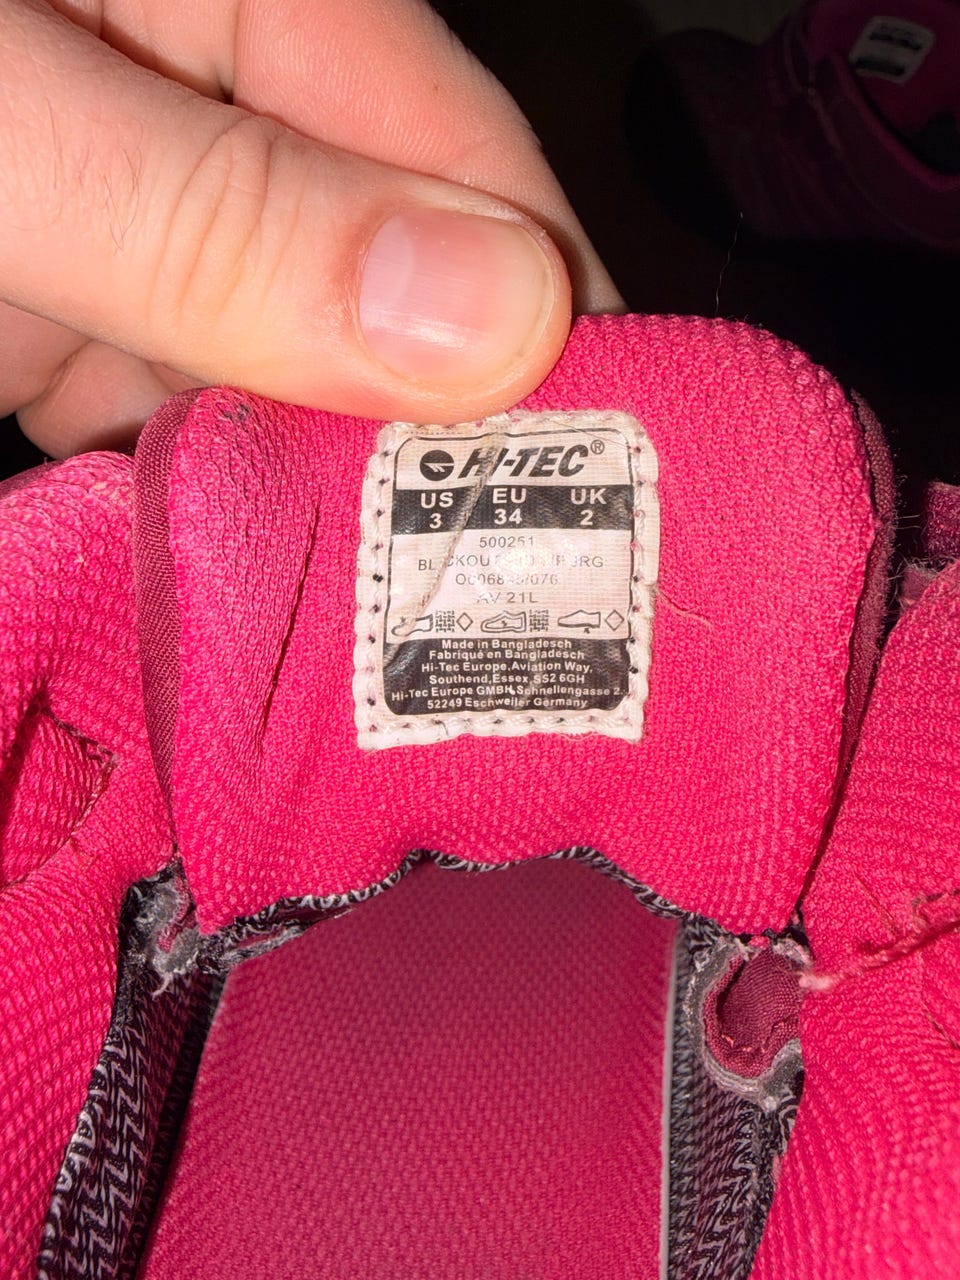 HI-TEC®
US EU UK
3 34 2
500251
AV 21L
Made in Bangladesch
Fabriqué en Bangladesch
Hi-Tec Europe,Aviation Way,
Southend,Essex,SS2 6GH
Hi-Tec Europe GMBH,Schnellengasse 2,
52249 Eschweiler Germany